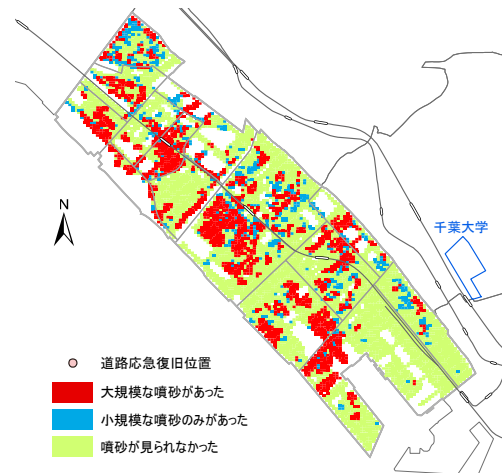 千葉大学
N
道路応急復旧位置
大規模な噴砂があった
小規模な噴砂のみがあった
噴砂が見られなかった